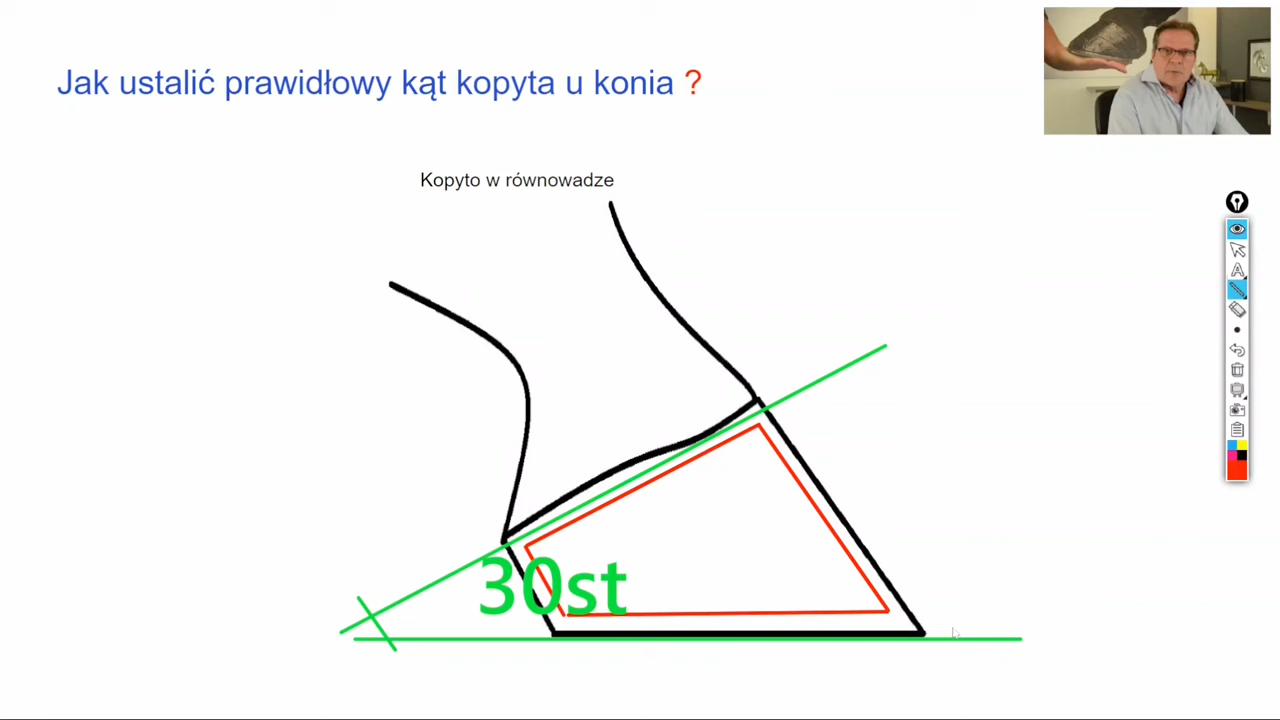 Jak ustalić prawidłowy kąt kopyta u konia ?
Kopyto w równowadze
30st